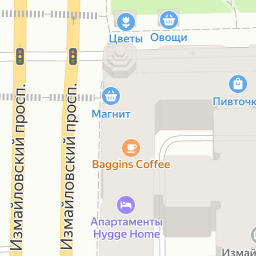 Цветы
Овощи
Пивточк
Магнит
Измайловский просп.
Измайловский просп.
Baggins Coffee
Апартаменты
Hygge Home
Измай